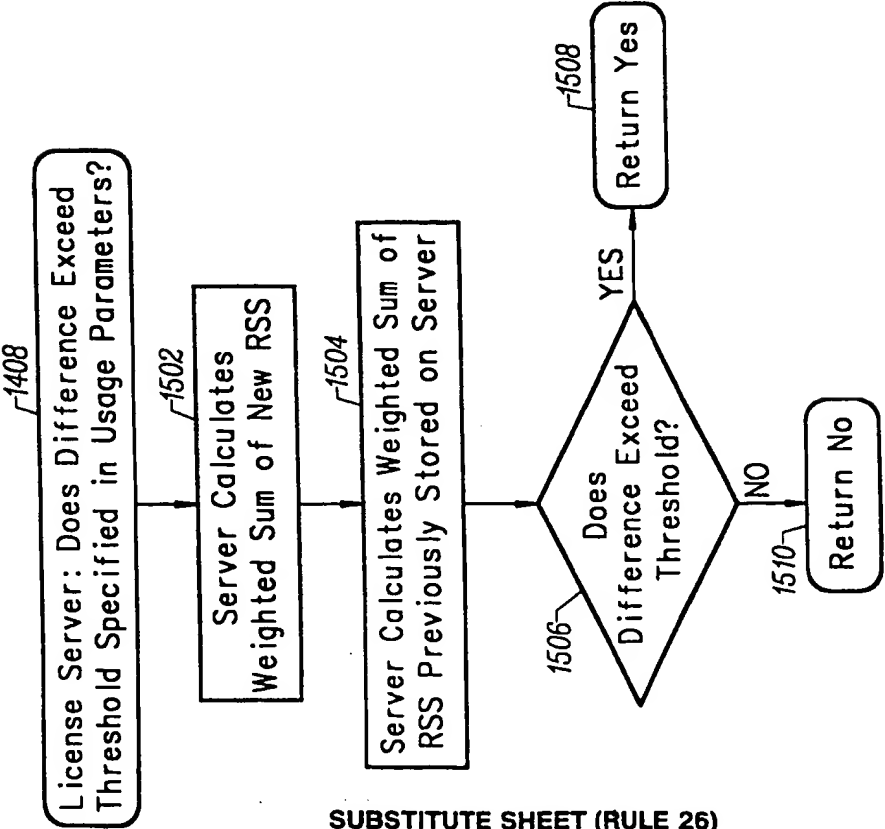 1408
License Server: Does Difference Exceed
Threshold Specified in Usage Parameters?
1502
Server Calculates
Weighted Sum of New RSS
1504
Server Calculates Weighted Sum of
RSS Previously Stored on Server
1506
Does
Difference Exceed
Threshold?
YES
1508
Return Yes
NO
1510
Return No
SUBSTITUTE SHEET (RULE 26)